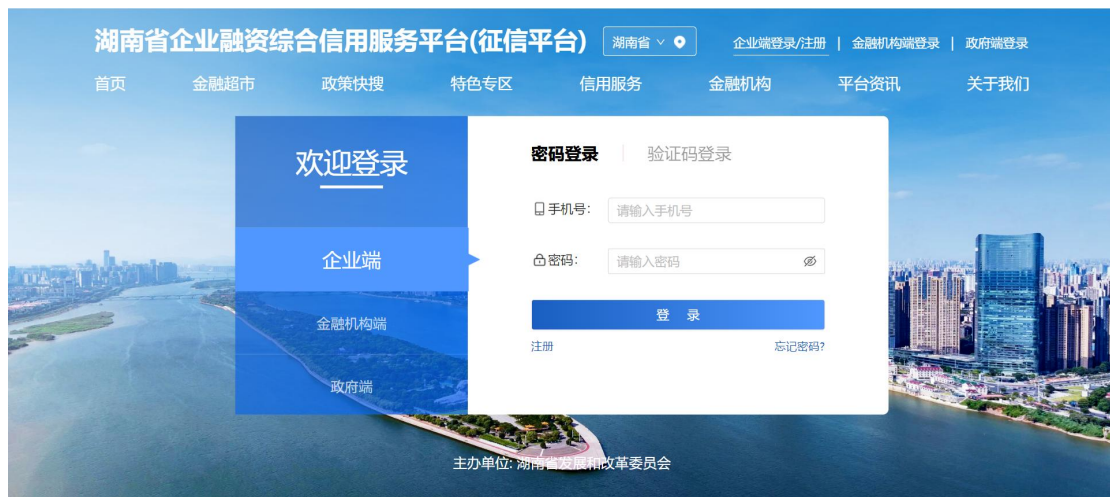 湖南省企业融资综合信用服务平台(征信平台) 湖南省 企业端登录/注册 | 金融机构端登录 | 政府端登录
首页 金融超市 政策快搜 特色专区 信用服务 金融机构 平台资讯 关于我们
欢迎登录
企业端
金融机构端
政府端
密码登录 验证码登录
手机号: 请输入手机号
密码: 请输入密码
登 录
注册 忘记密码?
主办单位: 湖南省发展和改革委员会